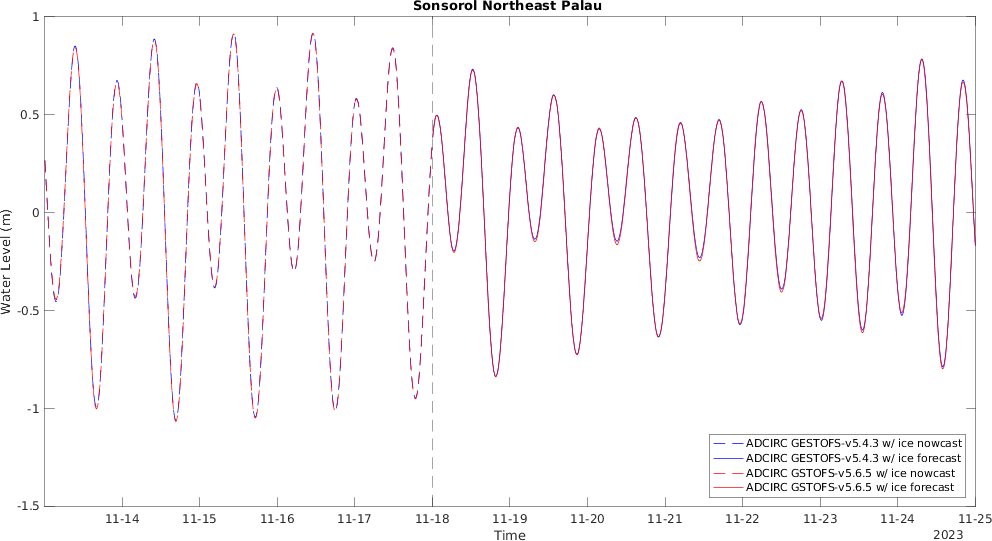 Sonsorol Northeast Palau
1
0.5
0
-0.5
-1
-1.5
Water Level (m)
11-14 11-15 11-16 11-17 11-18 11-19 11-20 11-21 11-22 11-23 11-24 11-25
Time
2023
ADCIRC GESTOFS-v5.4.3 w/ ice nowcast
ADCIRC GESTOFS-v5.4.3 w/ ice forecast
ADCIRC GSTOFS-v5.6.5 w/ ice nowcast
ADCIRC GSTOFS-v5.6.5 w/ ice forecast